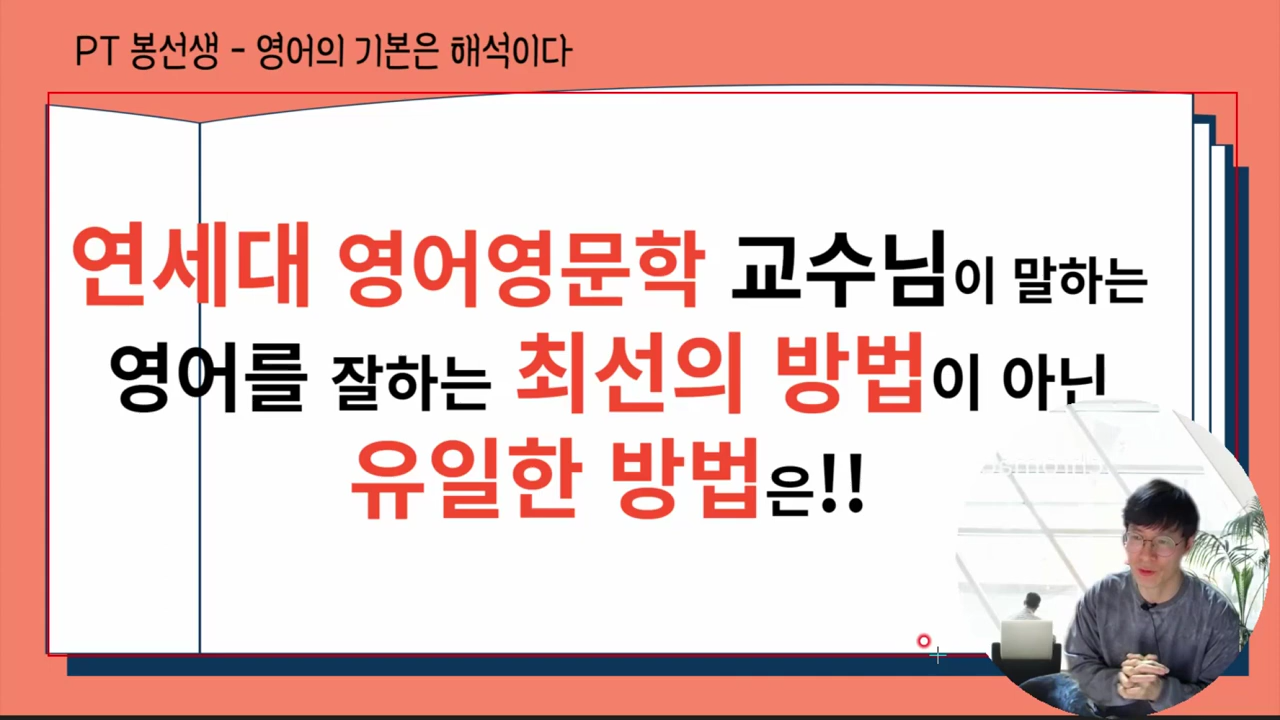 PT 봉선생 - 영어의 기본은 해석이다
연세대 영어영문학 교수님이 말하는
영어를 잘하는 최선의 방법이 아닌
유일한 방법은!!